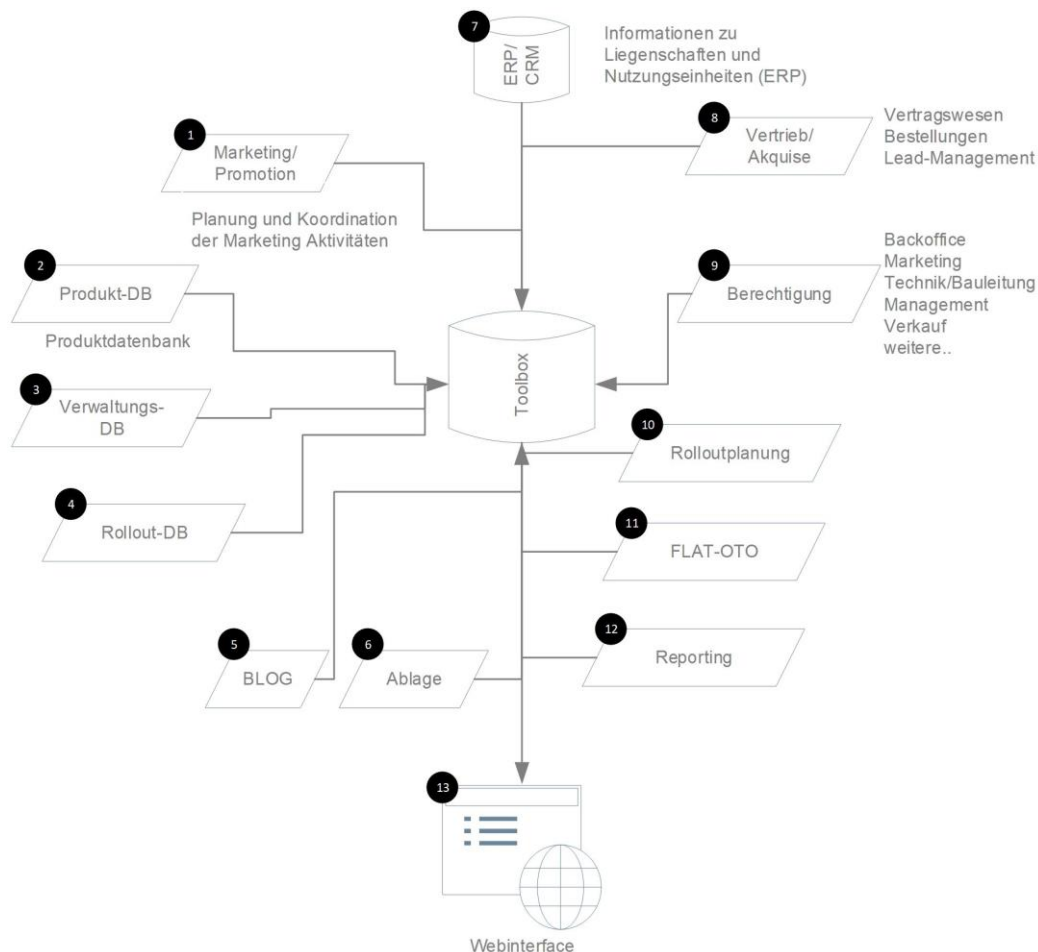 7
ERP/
CRM
Informationen zu
Liegenschaften und
Nutzungseinheiten (ERP)
1
Marketing/
Promotion
Planung und Koordination
der Marketing Aktivitäten
8
Vertrieb/
Akquise
Vertragswesen
Bestellungen
Lead-Management
2
Produkt-DB
Produktdatenbank
9
Berechtigung
Backoffice
Marketing
Technik/Bauleitung
Management
Verkauf
weitere..
Toolbox
3
Verwaltungs-
DB
10
Rolloutplanung
4
Rollout-DB
11
FLAT-OTO
5
BLOG
6
Ablage
12
Reporting
13
Webinterface